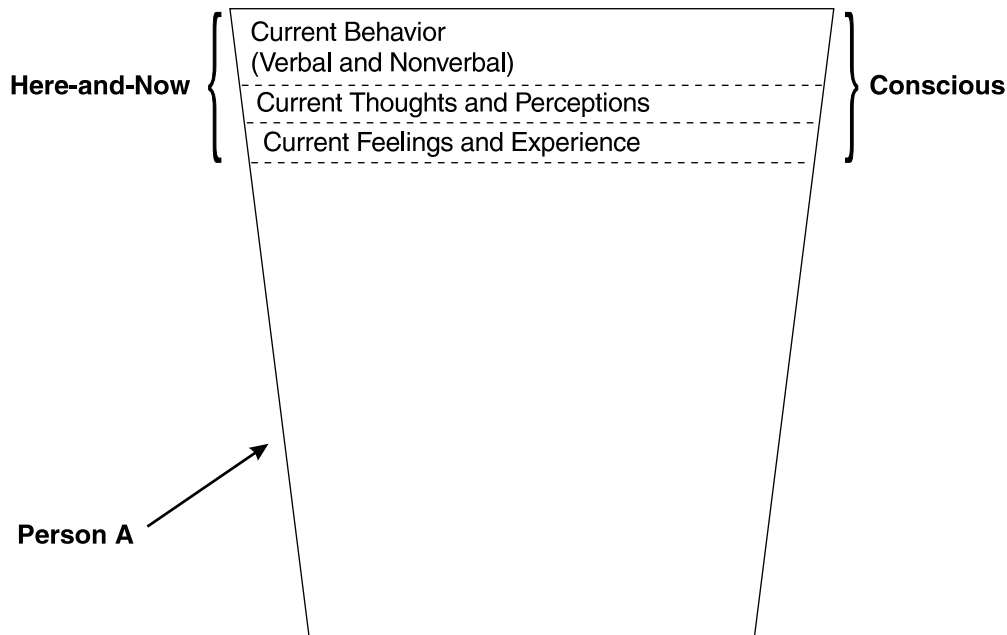 Current Behavior
(Verbal and Nonverbal)
Here-and-Now
Conscious
Current Thoughts and Perceptions
Current Feelings and Experience
Person A